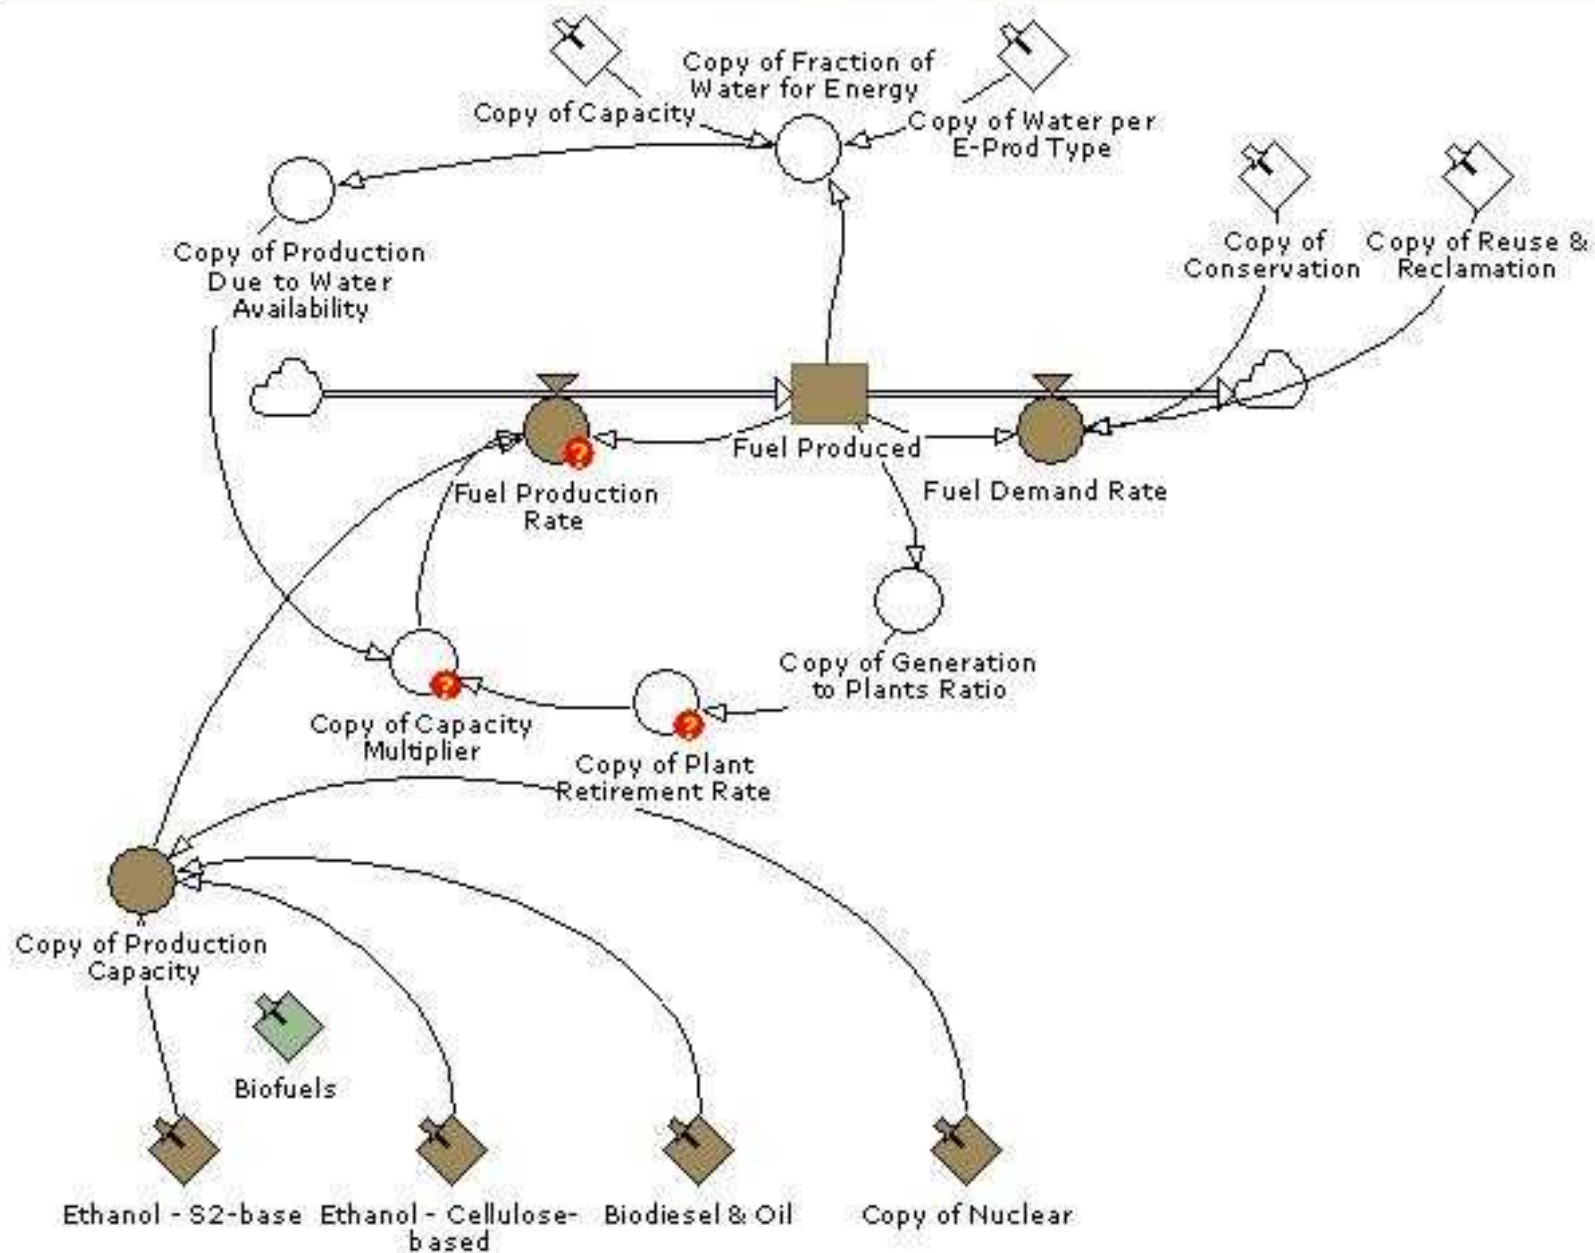 Copy of Fraction of
Water for Energy
Copy of Capacity
Copy of Water per
E-Prod Type
Copy of Production
Due to Water
Availability
Copy of
Conservation
Copy of Reuse &
Reclamation
Fuel Produced
?
Fuel Production
Rate
Fuel Demand Rate
Copy of Generation
to Plants Ratio
?
Copy of Capacity
Multiplier
?
Copy of Plant
Retirement Rate
Copy of Production
Capacity
Biofuels
Ethanol - S2-base
Ethanol - Cellulose-
based
Biodiesel & Oil
Copy of Nuclear